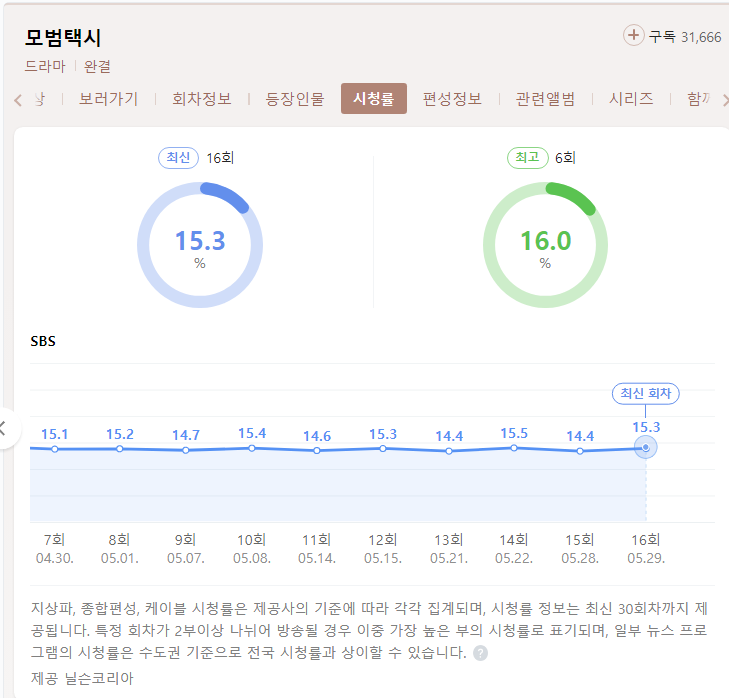 모범택시
구독 31,666
드라마 완결
보러가기 회차정보 등장인물 시청률 편성정보 관련앨범 시리즈
최신 16회 최고 6회
15.3 16.0
% %
SBS
최신 회차
15.1 15.2 14.7 15.4 14.6 15.3 14.4 15.5 14.4 15.3
7회 8회 9회 10회 11회 12회 13회 14회 15회 16회
04.30. 05.01. 05.07. 05.08. 05.14. 05.15. 05.21. 05.22. 05.28. 05.29.
지상파, 종합편성, 케이블 시청률은 제공사의 기준에 따라 각각 집계되며, 시청률 정보는 최신 30회차까지 제
공됩니다. 특정 회차가 2부이상 나뉘어 방송될 경우 이중 가장 높은 부의 시청률로 표기되며, 일부 뉴스 프로
그램의 시청률은 수도권 기준으로 전국 시청률과 상이할 수 있습니다. ?
제공 닐슨코리아